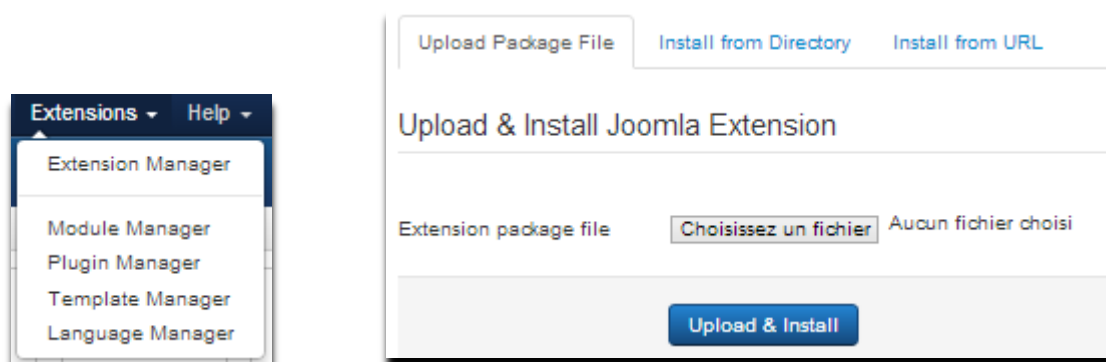 Extensions Help
Extension Manager
Module Manager
Plugin Manager
Template Manager
Language Manager
Upload Package File Install from Directory Install from URL
Upload & Install Joomla Extension
Extension package file Choisissez un fichier Aucun fichier choisi
Upload & Install